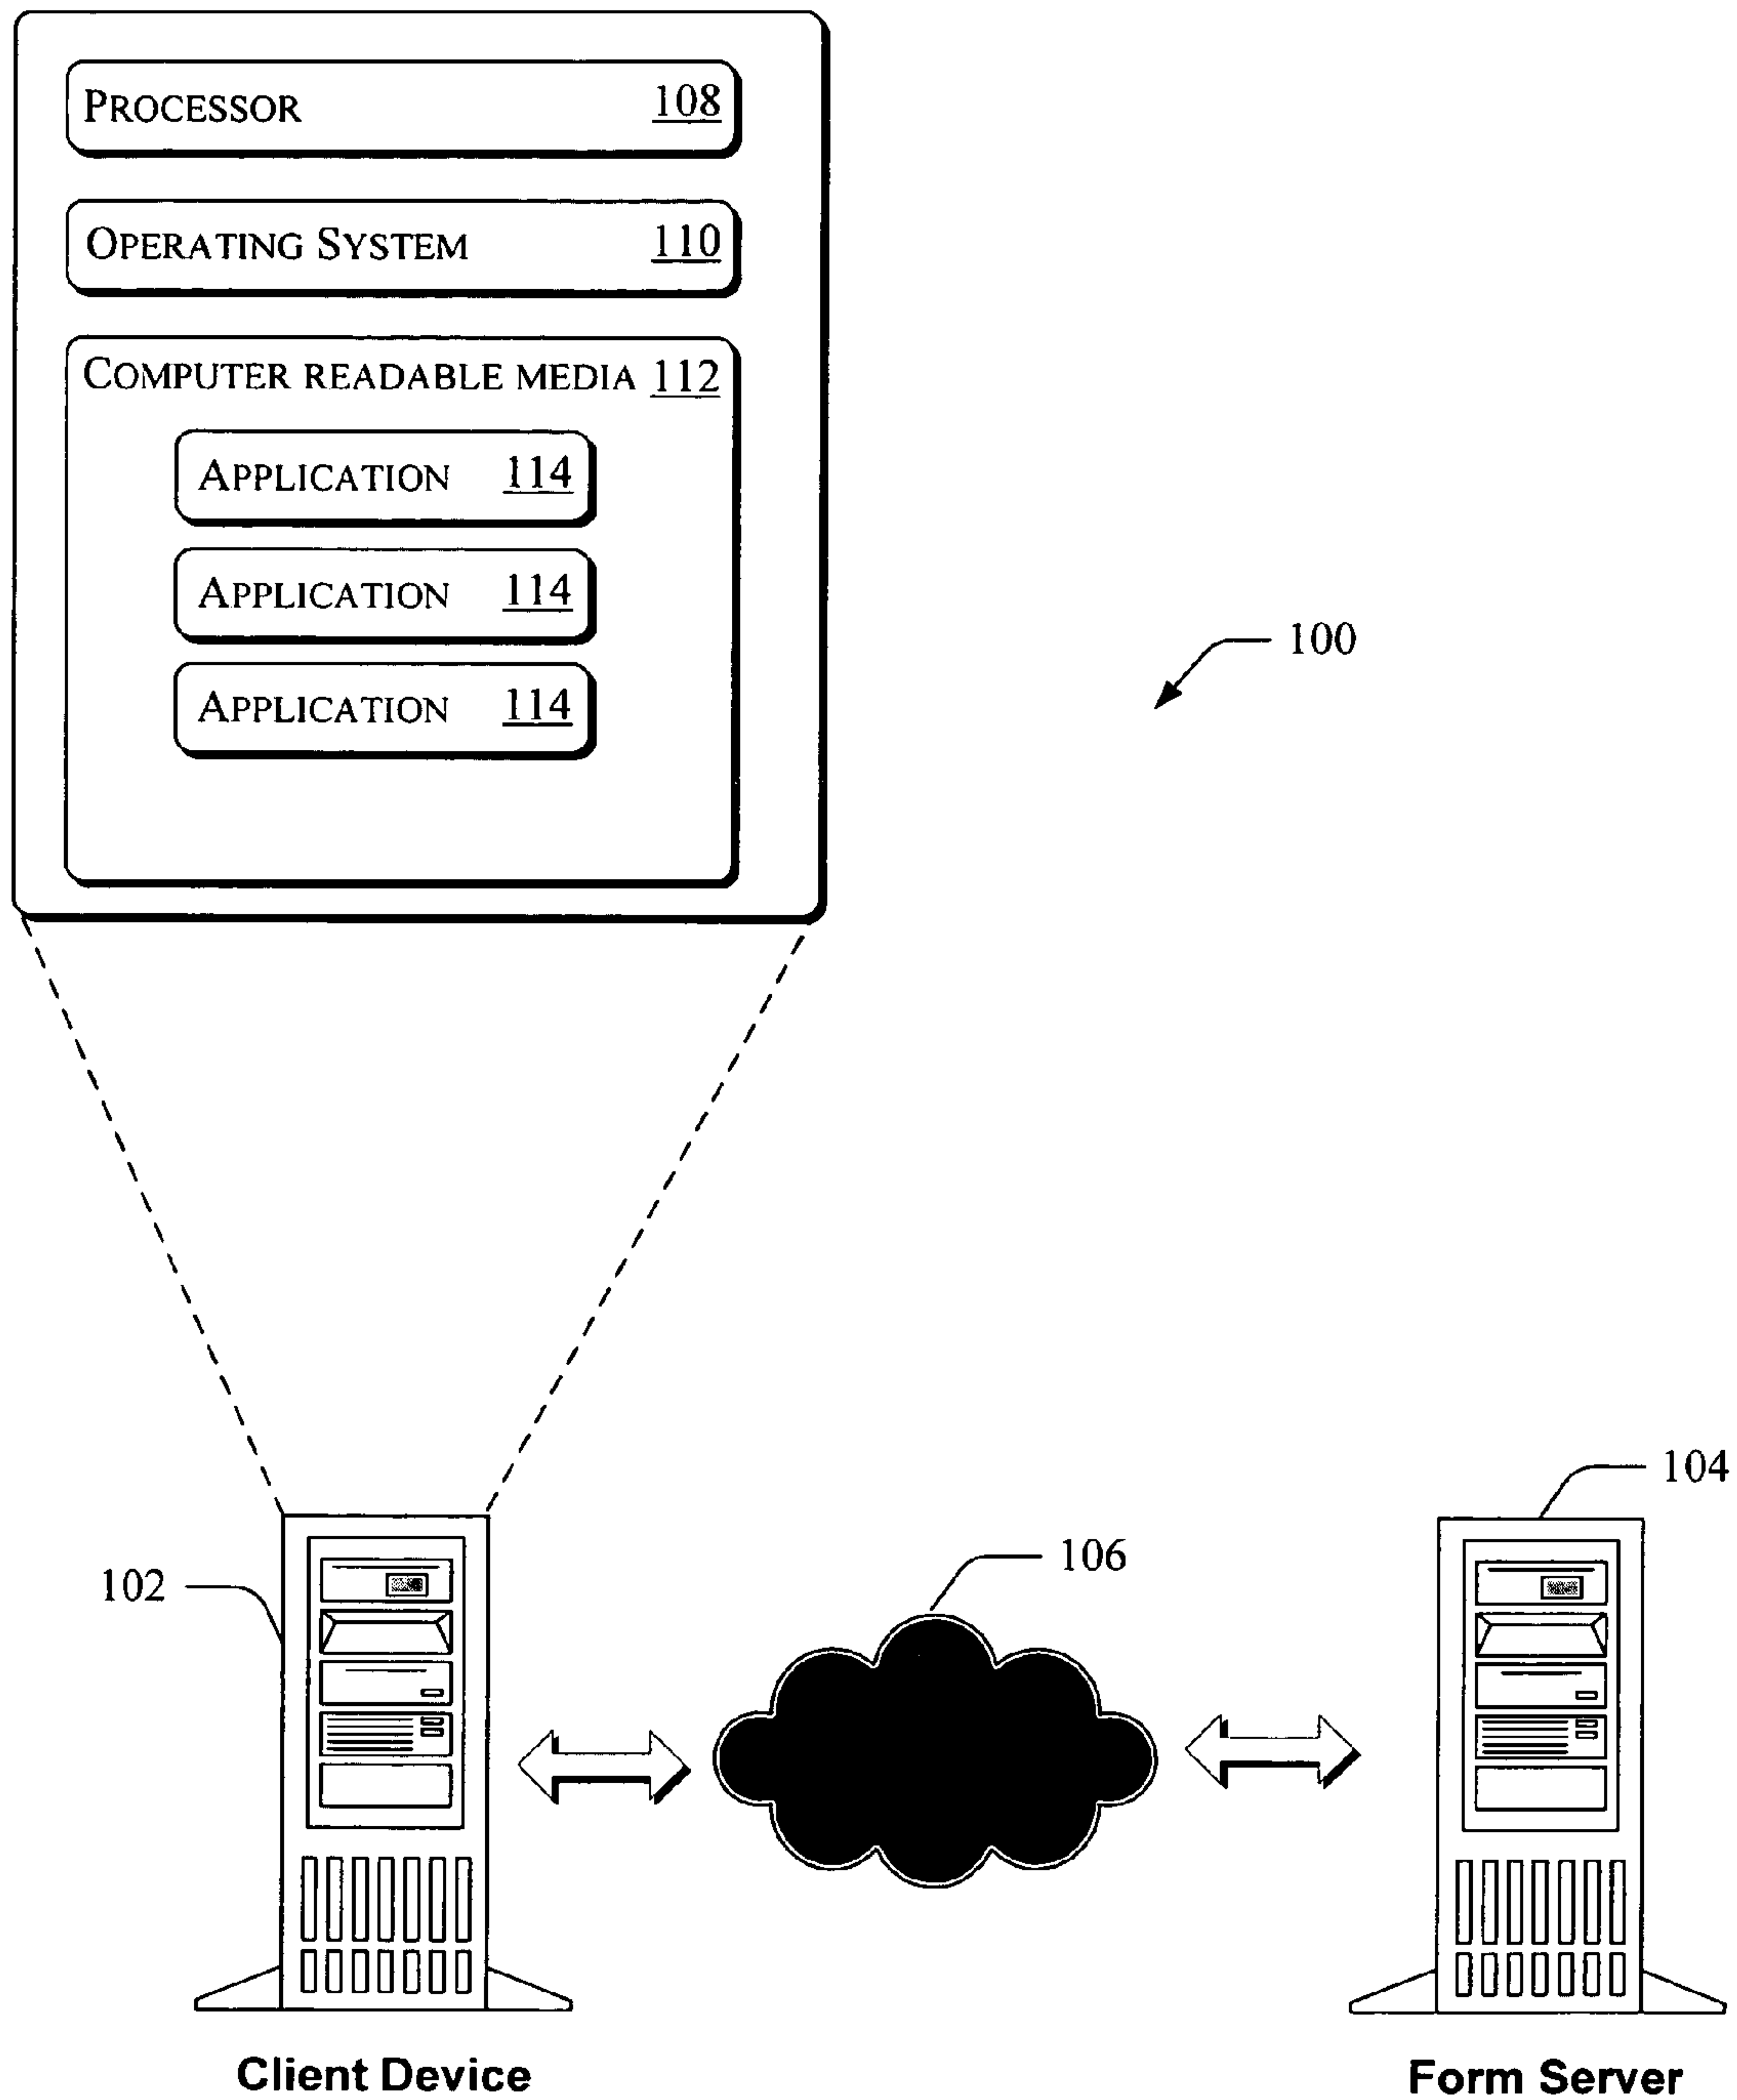 PROCESSOR 108
OPERATING SYSTEM 110
COMPUTER READABLE MEDIA 112
APPLICATION 114
APPLICATION 114
APPLICATION 114
100
104
106
102
Client Device
Form Server